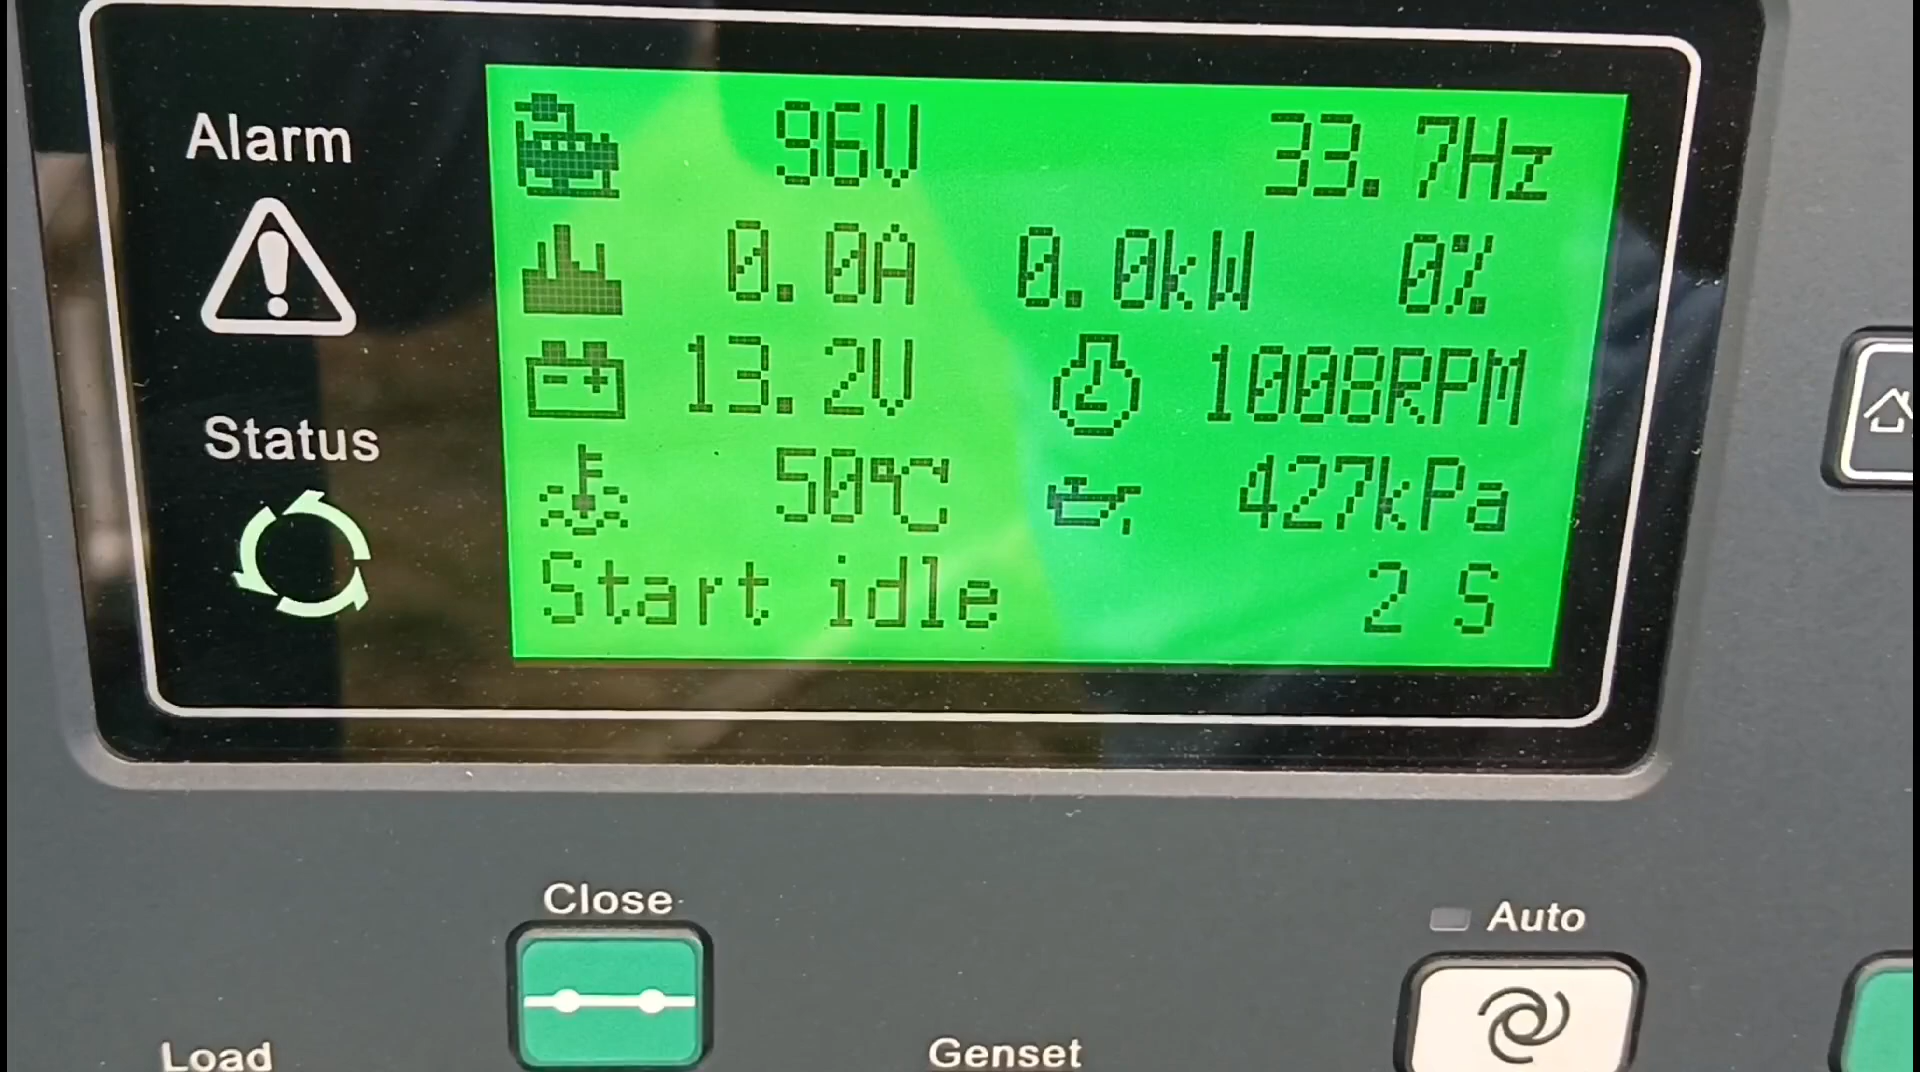 Alarm
Status
96V 33.7Hz
0.0A 0.0kW 0%
13.2V 1008RPM
50℃ 427kPa
Start idle 2 S
Close
Auto
Load
Genset